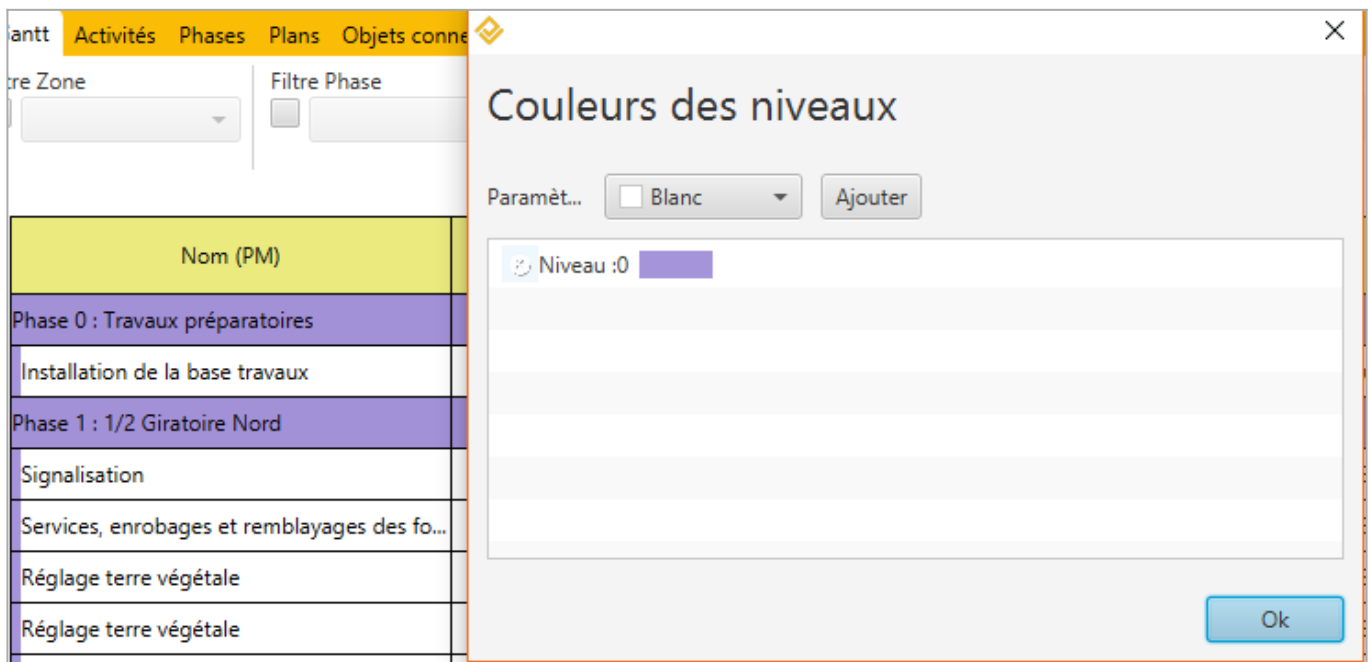 antt Activités Phases Plans Objets conne
tre Zone
Filtre Phase
Nom (PM)
Phase 0 : Travaux préparatoires
Installation de la base travaux
Phase 1 : 1/2 Giratoire Nord
Signalisation
Services, enrobages et remblayages des fo...
Réglage terre végétale
Réglage terre végétale
Couleurs des niveaux
Paramèt... Blanc Ajouter
Niveau :0
Ok